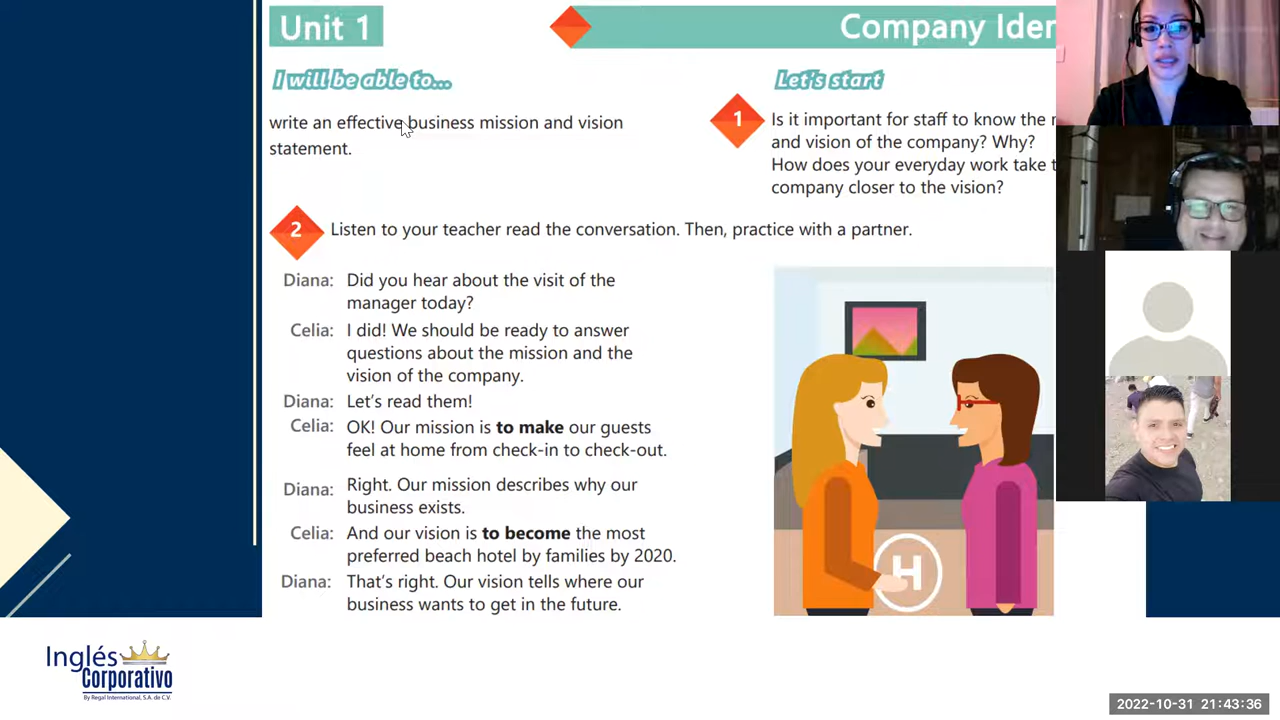 Unit 1
Company Iden
I will be able to...
write an effective business mission and vision
statement.
Let's start
1
Is it important for staff to know the
and vision of the company? Why?
How does your everyday work take t
company closer to the vision?
2
Listen to your teacher read the conversation. Then, practice with a partner.
Diana: Did you hear about the visit of the
manager today?
Celia: I did! We should be ready to answer
questions about the mission and the
vision of the company.
Diana: Let's read them!
Celia: OK! Our mission is to make our guests
feel at home from check-in to check-out.
Diana: Right. Our mission describes why our
business exists.
Celia: And our vision is to become the most
preferred beach hotel by families by 2020.
Diana: That's right. Our vision tells where our
business wants to get in the future.
H
Inglés
Corporativo
By Regal International, S.A. de C.V.
2022-10-31 21:43:36